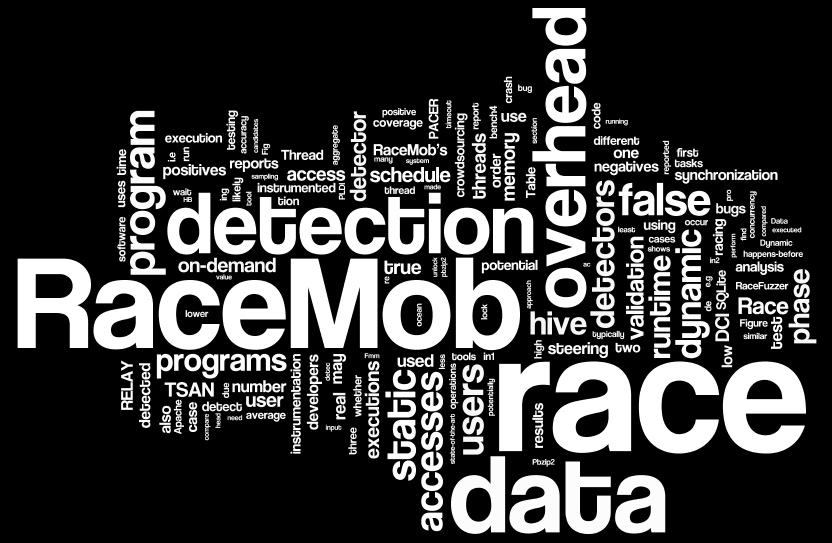 overhead
crash
bug
positive
coverage
PACER
timeout
report
bench4
use
section
code
running
execution
testing
accuracy
candidates
Fig
aggregate
detector
RaceMob's
many
system
crowdsourcing
threads
order
memory
Table
different
one
negatives
reported
first
tasks
synchronization
program
time
uses
i.e
run
positives
reports
sampling
Thread
access
schedule
PLDI
thread
made
software
wait
HB
ing
likely
tool
instrumented
tion
detection
false
detectors
least
using
occur
cases
shows
validation
racing
bugs
pro
concurrency
compared
find
perform
Data
executed
Dynamic
happens-before
analysis
on-demand
value
true
re
unlock
pbzip2
potential
ac
approach
RaceMob
lower
ocean
lock
hive
typically
steering
two
high
runtime
dynamic
in2
e.g
de
DCI
SQLite
low
RaceFuzzer
Race
Figure
similar
test
phase
programs
RELAY
detected
TSAN
also
Apache
case
compare
due
detect
head
need
number
user
average
instrumentation
developers
detec
input
real
may
three
whether
Fmm
executions
used
less
static
accesses
tools
in1
operations
state-of-the-art
users
potentially
race
results
Pbzip2
data